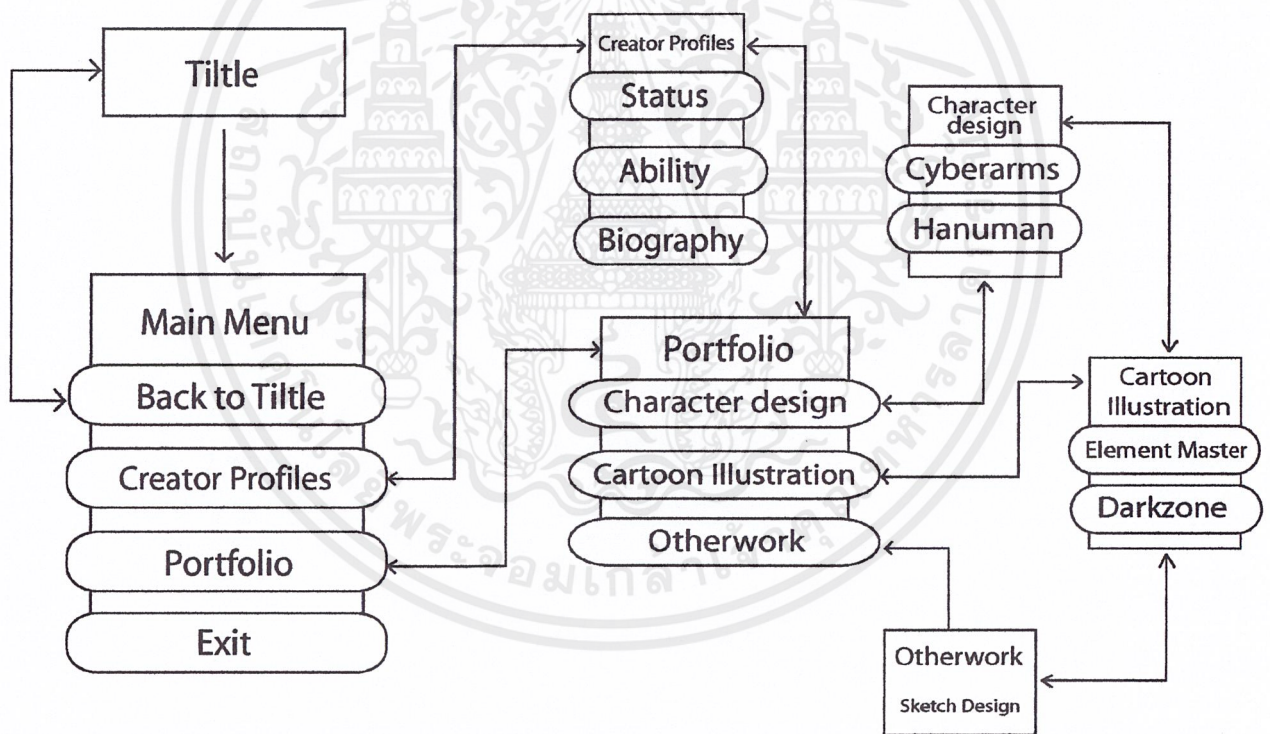 Tiltle
Main Menu
Back to Tiltle
Creator Profiles
Portfolio
Exit
Creator Profiles
Status
Ability
Biography
Portfolio
Character design
Cartoon Illustration
Otherwork
Character
design
Cyberarms
Hanuman
Cartoon
Illustration
Element Master
Darkzone
Otherwork
Sketch Design